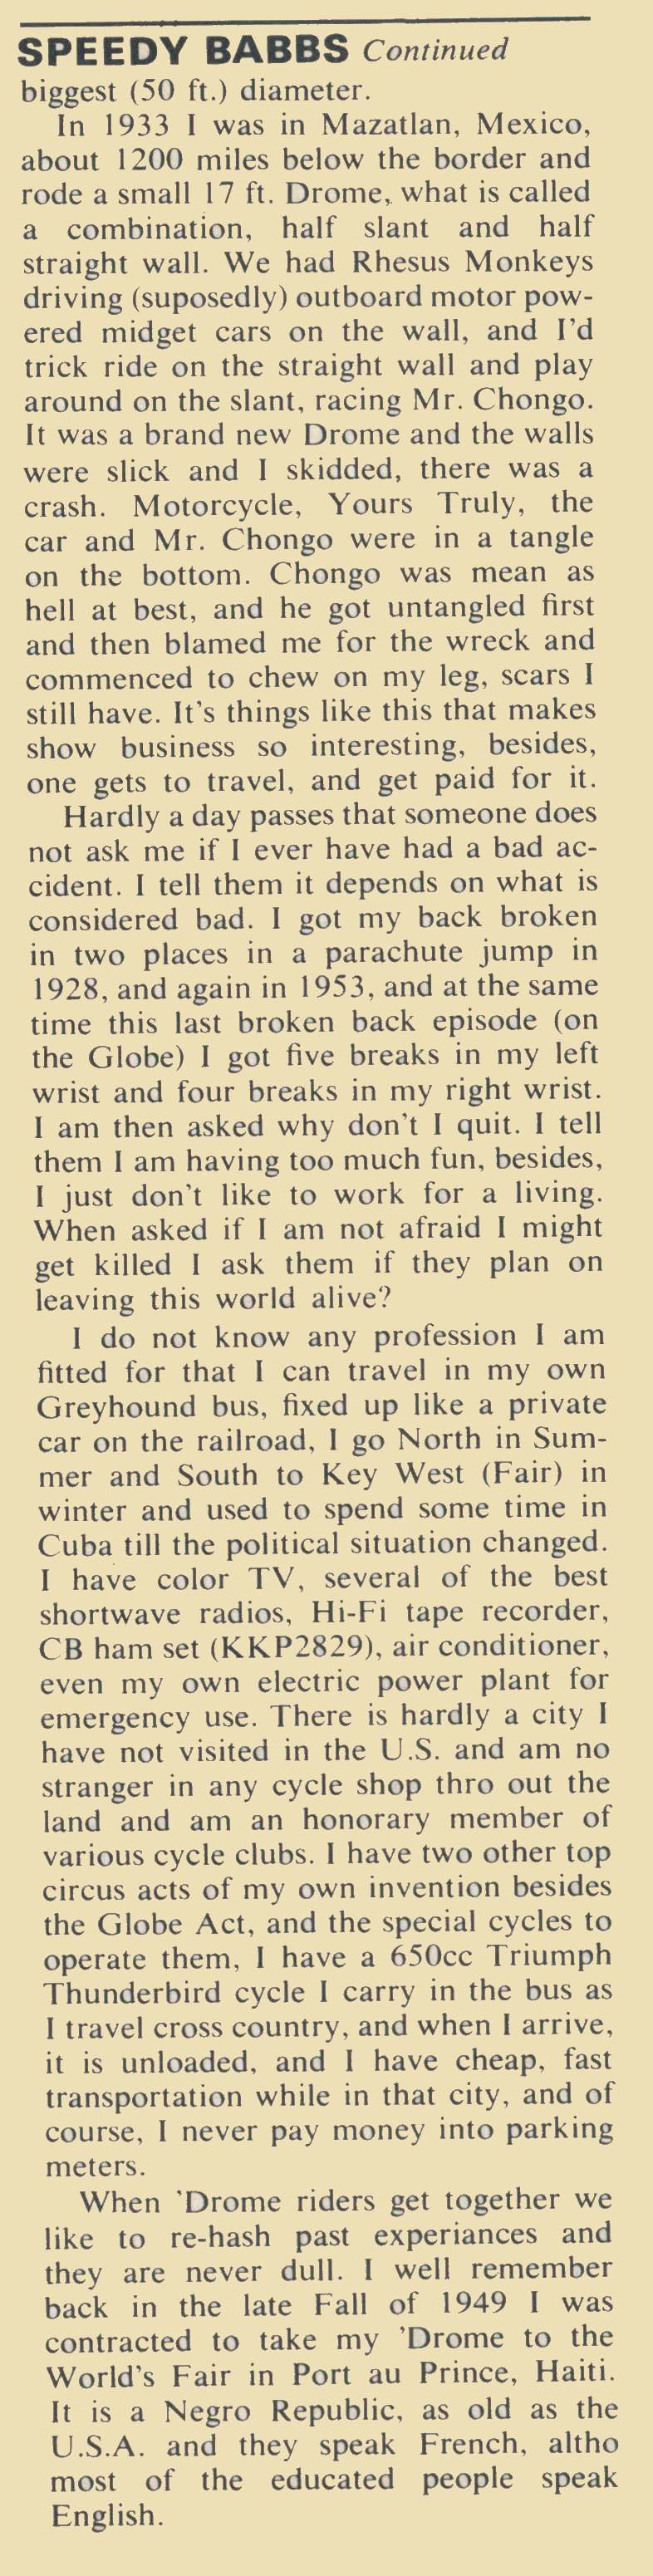 SPEEDY BABBS Continued
biggest (50 ft.) diameter.
In 1933 I was in Mazatlan, Mexico,
about 1200 miles below the border and
rode a small 17 ft. Drome, what is called
a combination, half slant and half
straight wall. We had Rhesus Monkeys
driving (suposedly) outboard motor pow-
ered midget cars on the wall, and I'd
trick ride on the straight wall and play
around on the slant, racing Mr. Chongo.
It was a brand new Drome and the walls
were slick and I skidded, there was a
crash. Motorcycle, Yours Truly, the
car and Mr. Chongo were in a tangle
on the bottom. Chongo was mean as
hell at best, and he got untangled first
and then blamed me for the wreck and
commenced to chew on my leg, scars I
still have. It's things like this that makes
show business so interesting, besides,
one gets to travel, and get paid for it.
Hardly a day passes that someone does
not ask me if I ever have had a bad ac-
cident. I tell them it depends on what is
considered bad. I got my back broken
in two places in a parachute jump in
1928, and again in 1953, and at the same
time this last broken back episode (on
the Globe) I got five breaks in my left
wrist and four breaks in my right wrist.
I am then asked why don't I quit. I tell
them I am having too much fun, besides,
I just don't like to work for a living.
When asked if I am not afraid I might
get killed I ask them if they plan on
leaving this world alive?
I do not know any profession I am
fitted for that I can travel in my own
Greyhound bus, fixed up like a private
car on the railroad, I go North in Sum-
mer and South to Key West (Fair) in
winter and used to spend some time in
Cuba till the political situation changed.
I have color TV, several of the best
shortwave radios, Hi-Fi tape recorder,
CB ham set (KKP2829), air conditioner,
even my own electric power plant for
emergency use. There is hardly a city I
have not visited in the U.S. and am no
stranger in any cycle shop thro out the
land and am an honorary member of
various cycle clubs. I have two other top
circus acts of my own invention besides
the Globe Act, and the special cycles to
operate them, I have a 650cc Triumph
Thunderbird cycle I carry in the bus as
I travel cross country, and when I arrive,
it is unloaded, and I have cheap, fast
transportation while in that city, and of
course, I never pay money into parking
meters.
When 'Drome riders get together we
like to re-hash past experiances and
they are never dull. I well remember
back in the late Fall of 1949 I was
contracted to take my 'Drome to the
World's Fair in Port au Prince, Haiti.
It is a Negro Republic, as old as the
U.S.A. and they speak French, altho
most of the educated people speak
English.